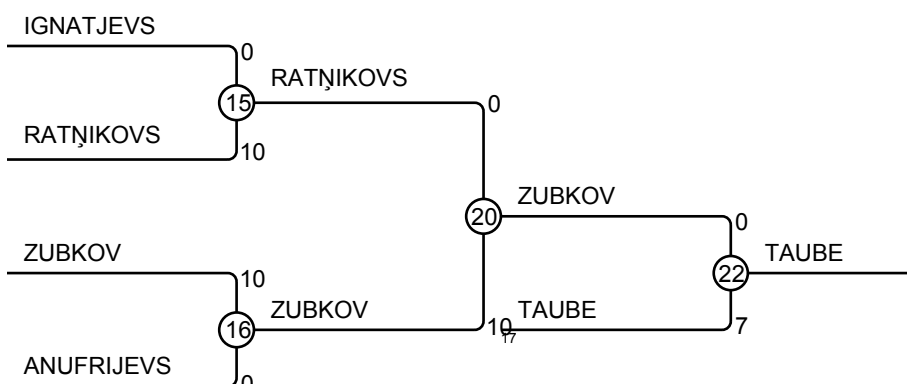 IGNATJEVS
0
15
RATŅIKOVS
0
RATŅIKOVS
10
20
ZUBKOV
0
ZUBKOV
10
22
TAUBE
16
ZUBKOV
10
17
TAUBE
7
ANUFRIJEVS
0